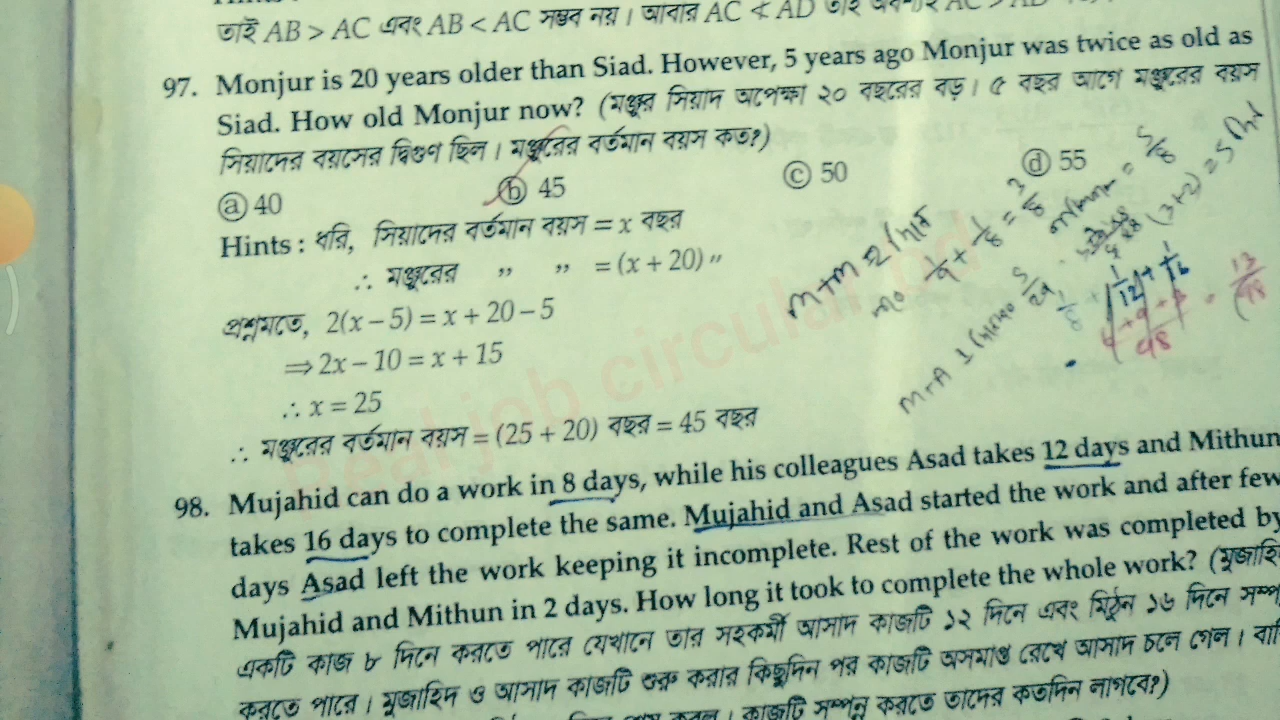 তাই AB > AC এবং AB < AC সম্ভব নয়। আবার AC ≮ AD তাই
97. Monjur is 20 years older than Siad. However, 5 years ago Monjur was twice as old as
Siad. How old Monjur now? (মঞ্জুর সিয়াদ অপেক্ষা ২০ বছরের বড়। ৫ বছর আগে মঞ্জুরের বয়স
সিয়াদের বয়সের দ্বিগুণ ছিল। মঞ্জুরের বর্তমান বয়স কত?)
ⓐ 40 ⓑ 45 ⓒ 50 ⓓ 55
Hints : ধরি, সিয়াদের বর্তমান বয়স = x বছর
∴ মঞ্জুরের ,, ,, = (x + 20) ,,
প্রশ্নমতে, 2(x – 5) = x + 20 – 5
⇒ 2x – 10 = x + 15
∴ x = 25
∴ মঞ্জুরের বর্তমান বয়স = (25 + 20) বছর = 45 বছর
Real job circular bd
98. Mujahid can do a work in 8 days, while his colleagues Asad takes 12 days and Mithun
takes 16 days to complete the same. Mujahid and Asad started the work and after few
days Asad left the work keeping it incomplete. Rest of the work was completed by
Mujahid and Mithun in 2 days. How long it took to complete the whole work? (মুজাহিদ
একটি কাজ ৮ দিনে করতে পারে যেখানে তার সহকর্মী আসাদ কাজটি ১২ দিনে এবং মিঠুন ১৬ দিনে
করতে পারে। মুজাহিদ ও আসাদ কাজটি শুরু করার কিছুদিন পর কাজটি অসমাপ্ত রেখে আসাদ চলে গেল।
কাজটি সম্পন্ন করতে তাদের কতদিন লাগবে?)